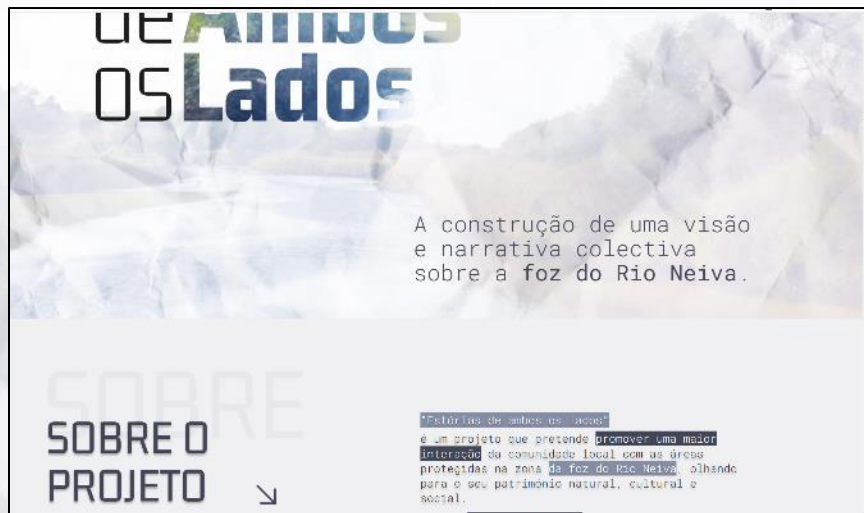 de Ambos
os Lados
A construção de uma visão
e narrativa colectiva
sobre a foz do Rio Neiva.
SOBRE
SOBRE O
PROJETO
"Estórias de ambos os lados"
é um projeto que pretende promover uma maior
interação da comunidade local com as áreas
protegidas na zona da foz do Rio Neiva, olhando
para o seu património natural, cultural e
social.